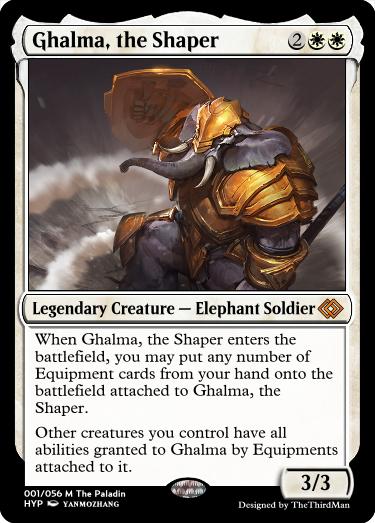 Ghalma, the Shaper 2
Legendary Creature — Elephant Soldier
When Ghalma, the Shaper enters the
battlefield, you may put any number of
Equipment cards from your hand onto the
battlefield attached to Ghalma, the
Shaper.
Other creatures you control have all
abilities granted to Ghalma by Equipments
attached to it.
3/3
001/056 M The Paladin
HYP YANMOZHANG
Designed by TheThirdMan